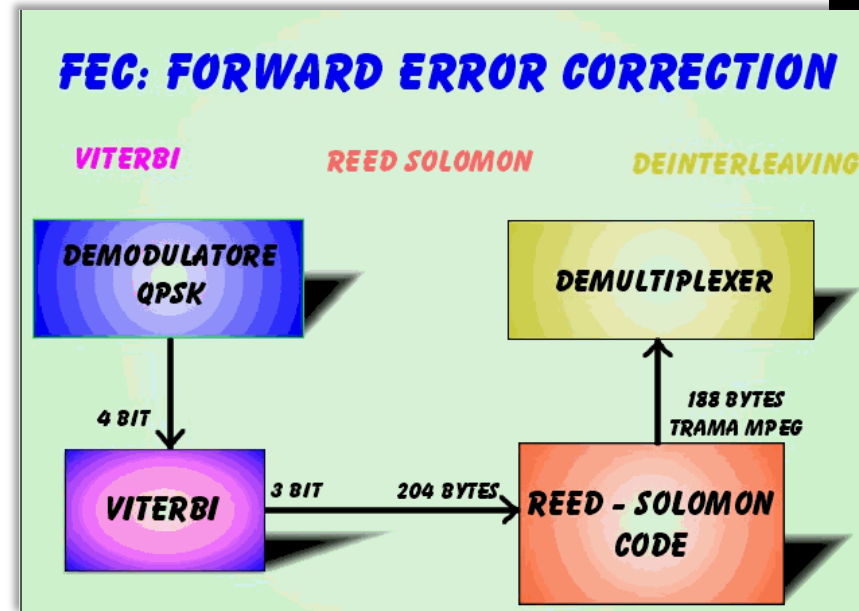 FEC: FORWARD ERROR CORRECTION
VITERBI REED SOLOMON DEINTERLEAVING
DEMODULATORE
QPSK
DEMULTIPLEXER
4 BIT
188 BYTES
TRAMA MPEG
VITERBI
3 BIT 204 BYTES
REED - SOLOMON
CODE